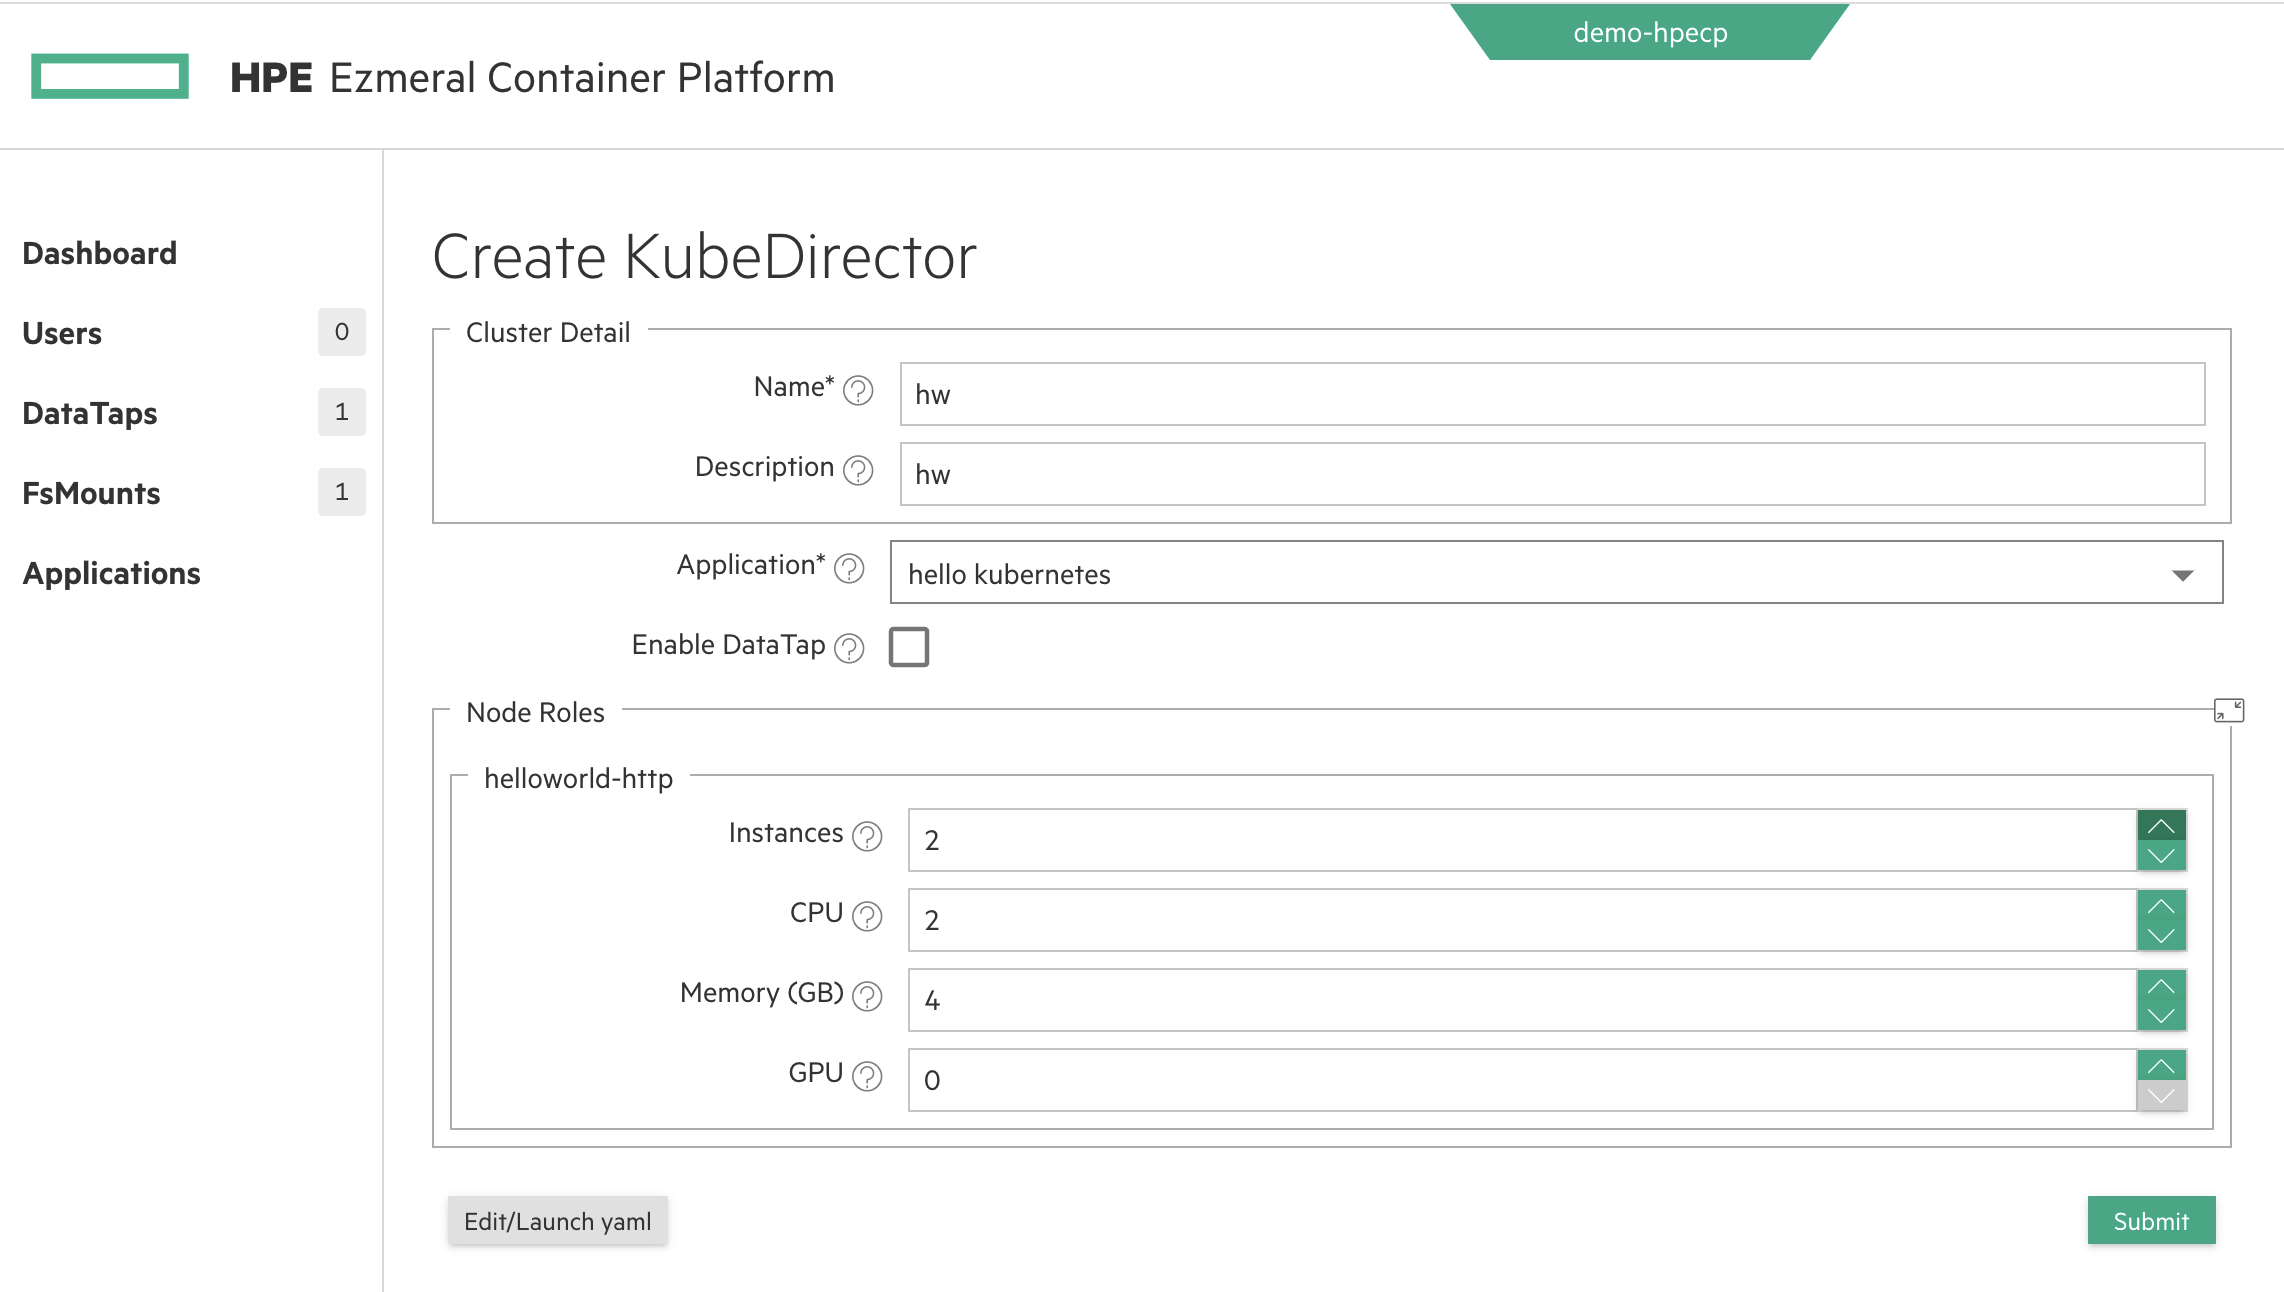 demo-hpecp
HPE Ezmeral Container Platform
Dashboard
Users 0
DataTaps 1
FsMounts 1
Applications
Create KubeDirector
Cluster Detail
Name* ? hw
Description ? hw
Application* ? hello kubernetes
Enable DataTap ?
Node Roles
helloworld-http
Instances ? 2
CPU ? 2
Memory (GB) ? 4
GPU ? 0
Edit/Launch yaml
Submit